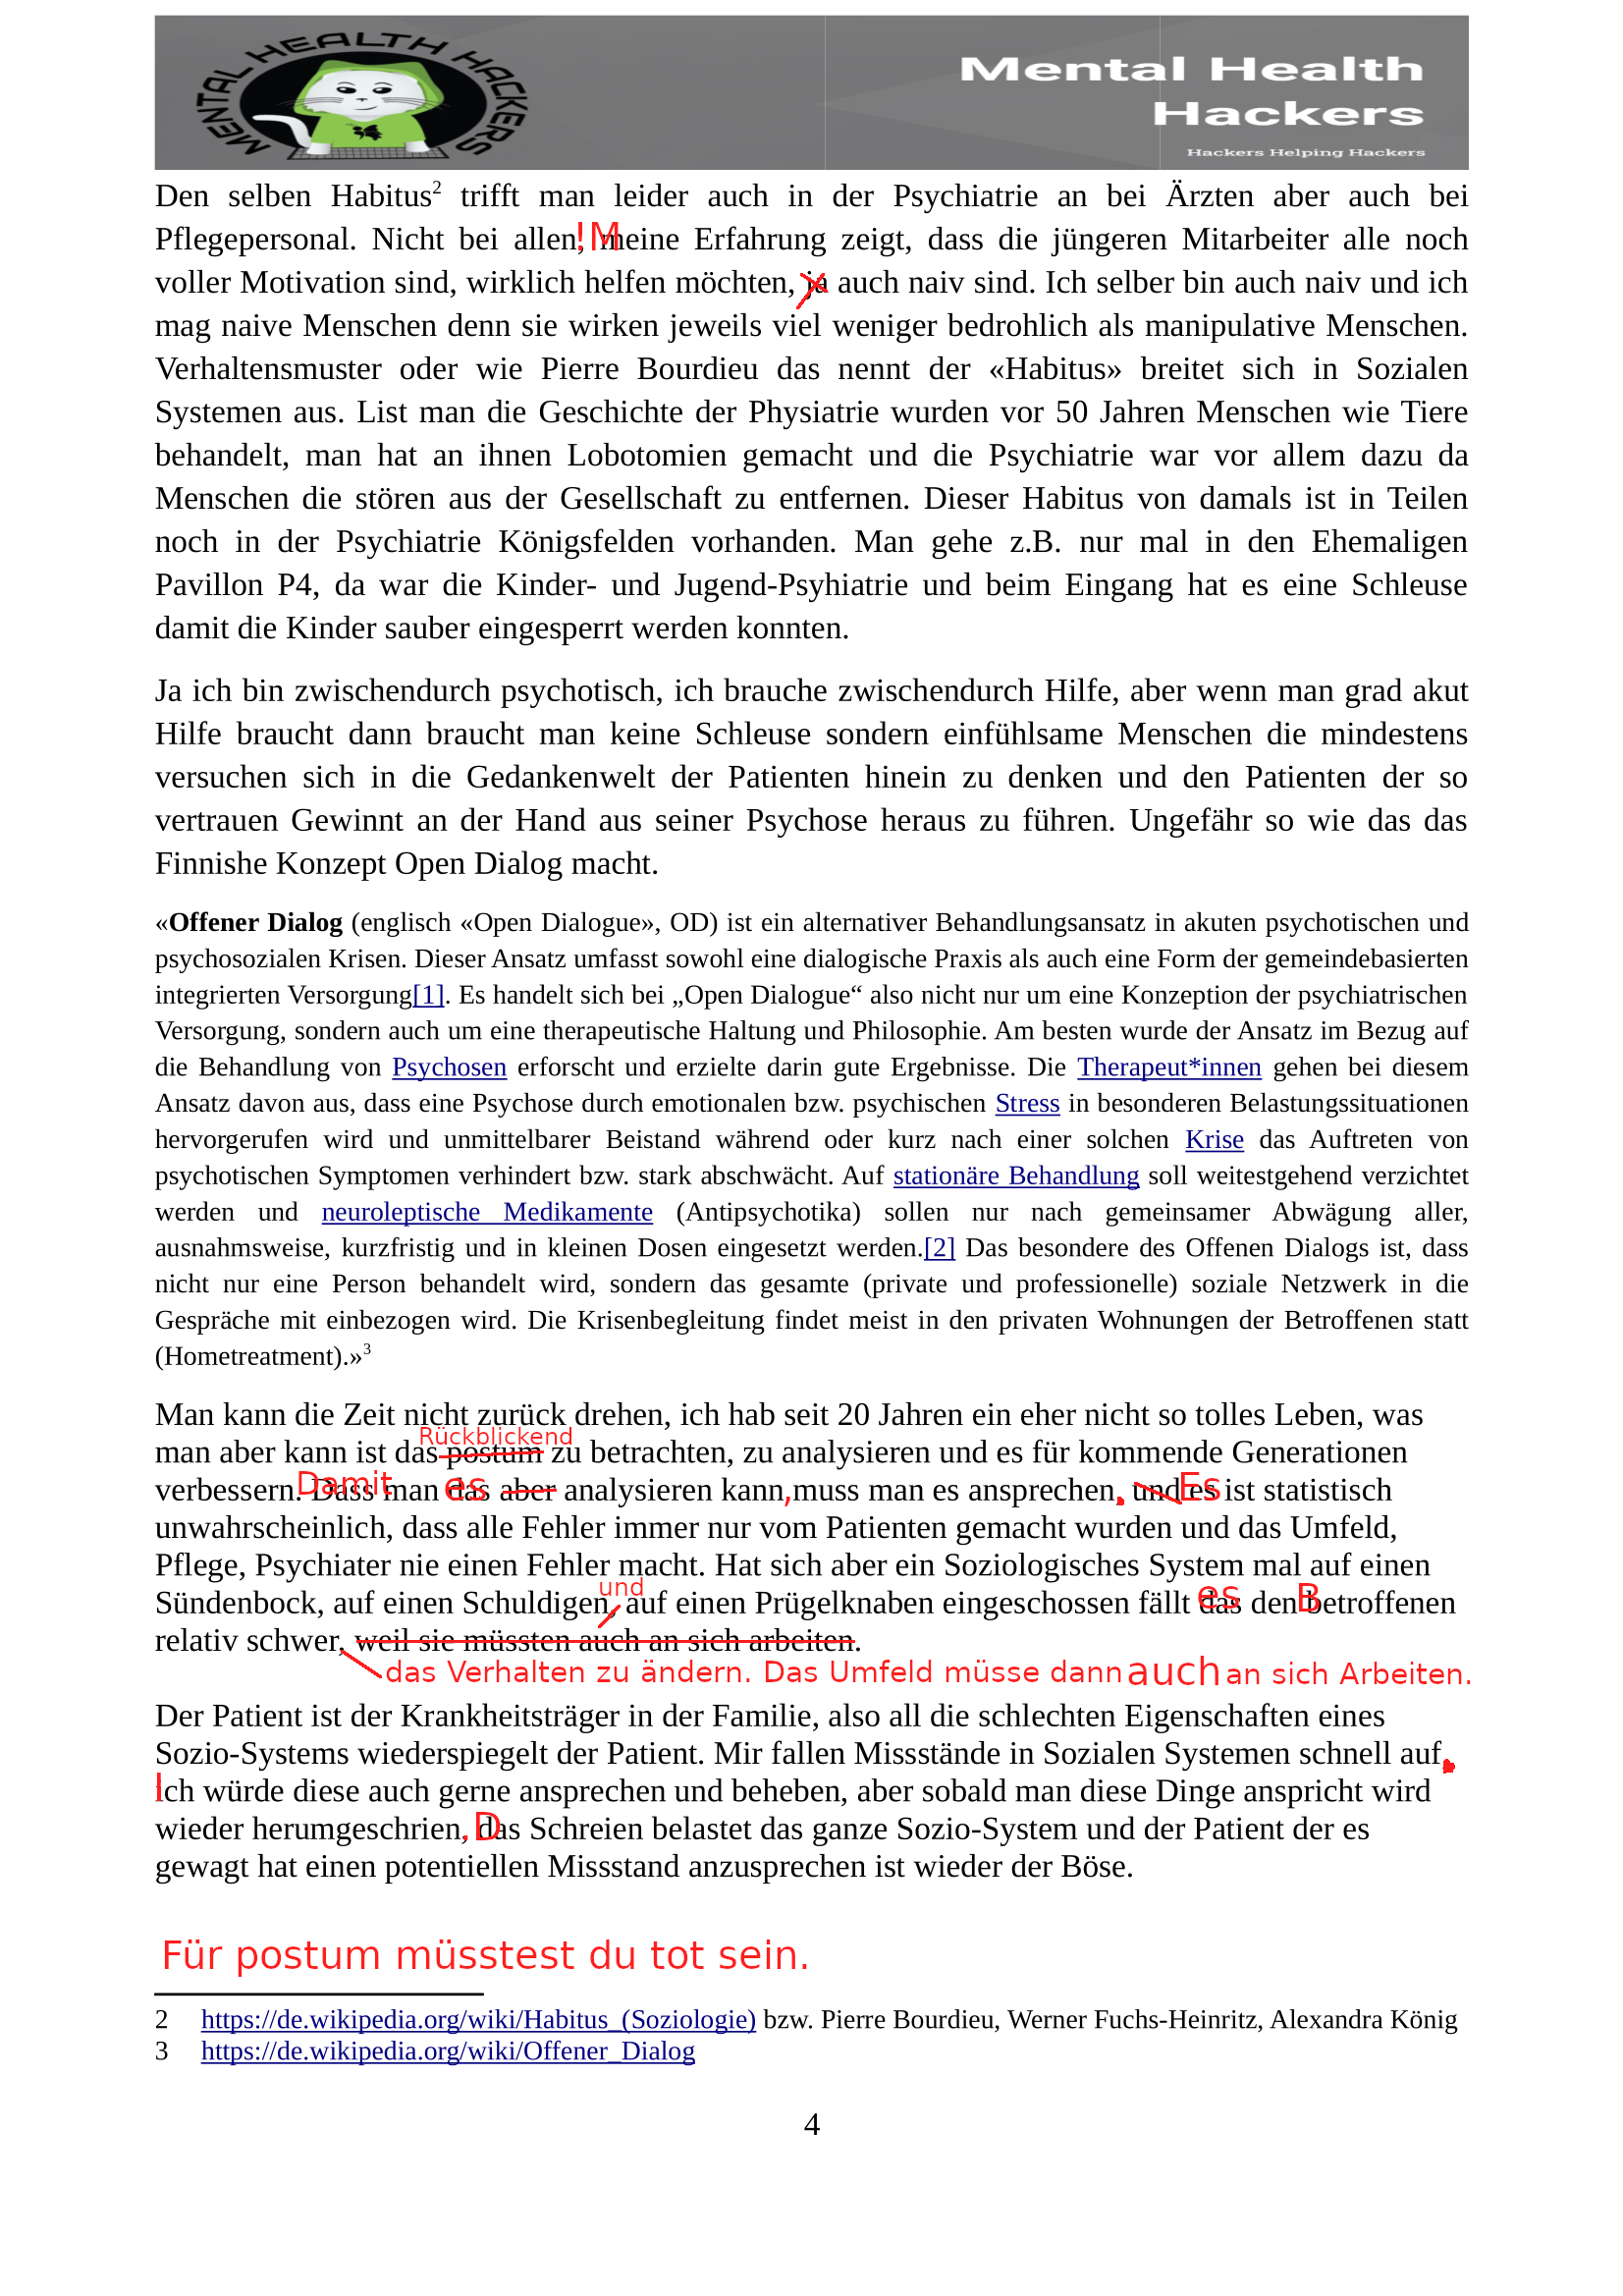 MENTAL HEALTH HACKERS
Mental Health
Hackers
Hackers Helping Hackers
Den selben Habitus2 trifft man leider auch in der Psychiatrie an bei Ärzten aber auch bei
Pflegepersonal. Nicht bei allen, !M meine Erfahrung zeigt, dass die jüngeren Mitarbeiter alle noch
voller Motivation sind, wirklich helfen möchten, ja auch naiv sind. Ich selber bin auch naiv und ich
mag naive Menschen denn sie wirken jeweils viel weniger bedrohlich als manipulative Menschen.
Verhaltensmuster oder wie Pierre Bourdieu das nennt der «Habitus» breitet sich in Sozialen
Systemen aus. List man die Geschichte der Physiatrie wurden vor 50 Jahren Menschen wie Tiere
behandelt, man hat an ihnen Lobotomien gemacht und die Psychiatrie war vor allem dazu da
Menschen die stören aus der Gesellschaft zu entfernen. Dieser Habitus von damals ist in Teilen
noch in der Psychiatrie Königsfelden vorhanden. Man gehe z.B. nur mal in den Ehemaligen
Pavillon P4, da war die Kinder- und Jugend-Psyhiatrie und beim Eingang hat es eine Schleuse
damit die Kinder sauber eingesperrt werden konnten.
Ja ich bin zwischendurch psychotisch, ich brauche zwischendurch Hilfe, aber wenn man grad akut
Hilfe braucht dann braucht man keine Schleuse sondern einfühlsame Menschen die mindestens
versuchen sich in die Gedankenwelt der Patienten hinein zu denken und den Patienten der so
vertrauen Gewinnt an der Hand aus seiner Psychose heraus zu führen. Ungefähr so wie das das
Finnishe Konzept Open Dialog macht.
«Offener Dialog (englisch «Open Dialogue», OD) ist ein alternativer Behandlungsansatz in akuten psychotischen und
psychosozialen Krisen. Dieser Ansatz umfasst sowohl eine dialogische Praxis als auch eine Form der gemeindebasierten
integrierten Versorgung[1]. Es handelt sich bei „Open Dialogue“ also nicht nur um eine Konzeption der psychiatrischen
Versorgung, sondern auch um eine therapeutische Haltung und Philosophie. Am besten wurde der Ansatz im Bezug auf
die Behandlung von Psychosen erforscht und erzielte darin gute Ergebnisse. Die Therapeut*innen gehen bei diesem
Ansatz davon aus, dass eine Psychose durch emotionalen bzw. psychischen Stress in besonderen Belastungssituationen
hervorgerufen wird und unmittelbarer Beistand während oder kurz nach einer solchen Krise das Auftreten von
psychotischen Symptomen verhindert bzw. stark abschwächt. Auf stationäre Behandlung soll weitestgehend verzichtet
werden und neuroleptische Medikamente (Antipsychotika) sollen nur nach gemeinsamer Abwägung aller,
ausnahmsweise, kurzfristig und in kleinen Dosen eingesetzt werden.[2] Das besondere des Offenen Dialogs ist, dass
nicht nur eine Person behandelt wird, sondern das gesamte (private und professionelle) soziale Netzwerk in die
Gespräche mit einbezogen wird. Die Krisenbegleitung findet meist in den privaten Wohnungen der Betroffenen statt
(Hometreatment).»3
Man kann die Zeit nicht zurück drehen, ich hab seit 20 Jahren ein eher nicht so tolles Leben, was
Rückblickend
man aber kann ist das postum zu betrachten, zu analysieren und es für kommende Generationen
Damit es , Es
verbessern. Dass man das aber analysieren kann muss man es ansprechen, und es ist statistisch
unwahrscheinlich, dass alle Fehler immer nur vom Patienten gemacht wurden und das Umfeld,
Pflege, Psychiater nie einen Fehler macht. Hat sich aber ein Soziologisches System mal auf einen
und es B
Sündenbock, auf einen Schuldigen, auf einen Prügelknaben eingeschossen fällt das den betroffenen
relativ schwer, weil sie müssten auch an sich arbeiten.
das Verhalten zu ändern. Das Umfeld müsse dann auch an sich Arbeiten.
Der Patient ist der Krankheitsträger in der Familie, also all die schlechten Eigenschaften eines
Sozio-Systems wiederspiegelt der Patient. Mir fallen Missstände in Sozialen Systemen schnell auf.
I ich würde diese auch gerne ansprechen und beheben, aber sobald man diese Dinge anspricht wird
wieder herumgeschrien, .D das Schreien belastet das ganze Sozio-System und der Patient der es
gewagt hat einen potentiellen Missstand anzusprechen ist wieder der Böse.
Für postum müsstest du tot sein.
2 https://de.wikipedia.org/wiki/Habitus_(Soziologie) bzw. Pierre Bourdieu, Werner Fuchs-Heinritz, Alexandra König
3 https://de.wikipedia.org/wiki/Offener_Dialog
4